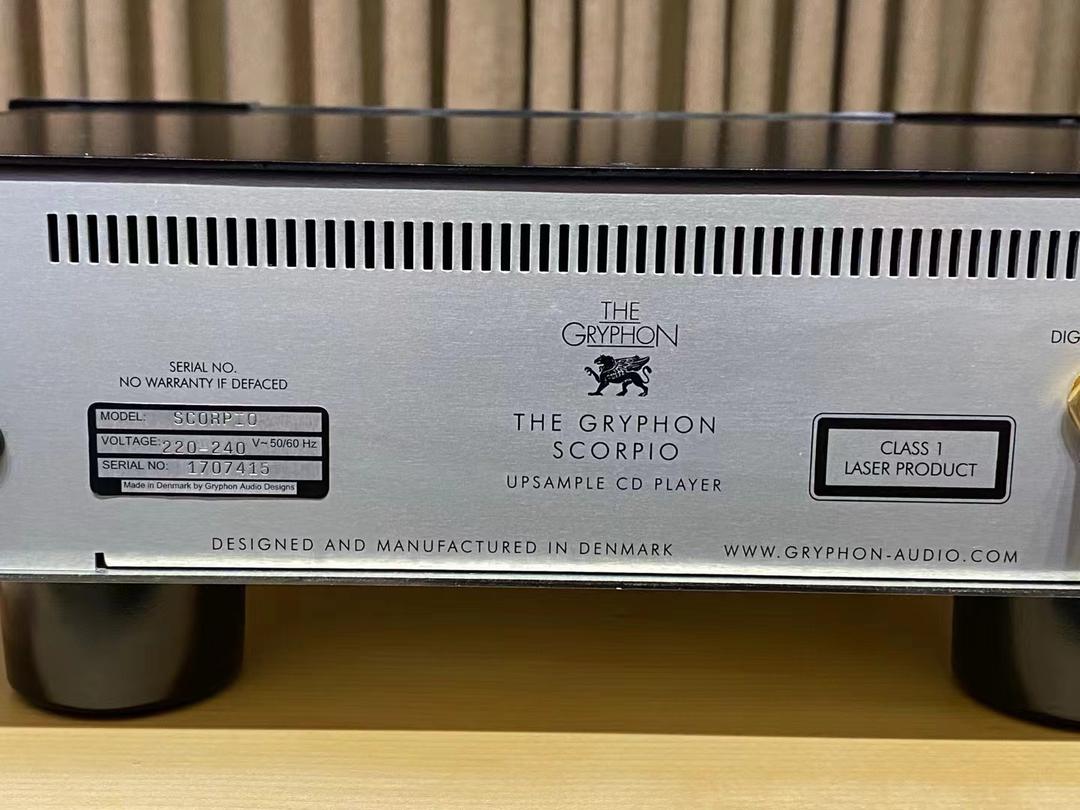 THE
GRYPHON
DIG
SERIAL NO.
NO WARRANTY IF DEFACED
MODEL: SCORPIO
VOLTAGE: 220-240 V~50/60 Hz
SERIAL NO: 1707415
Made in Denmark by Gryphon Audio Designs
THE GRYPHON
SCORPIO
UPSAMPLE CD PLAYER
CLASS 1
LASER PRODUCT
DESIGNED AND MANUFACTURED IN DENMARK
WWW.GRYPHON-AUDIO.COM